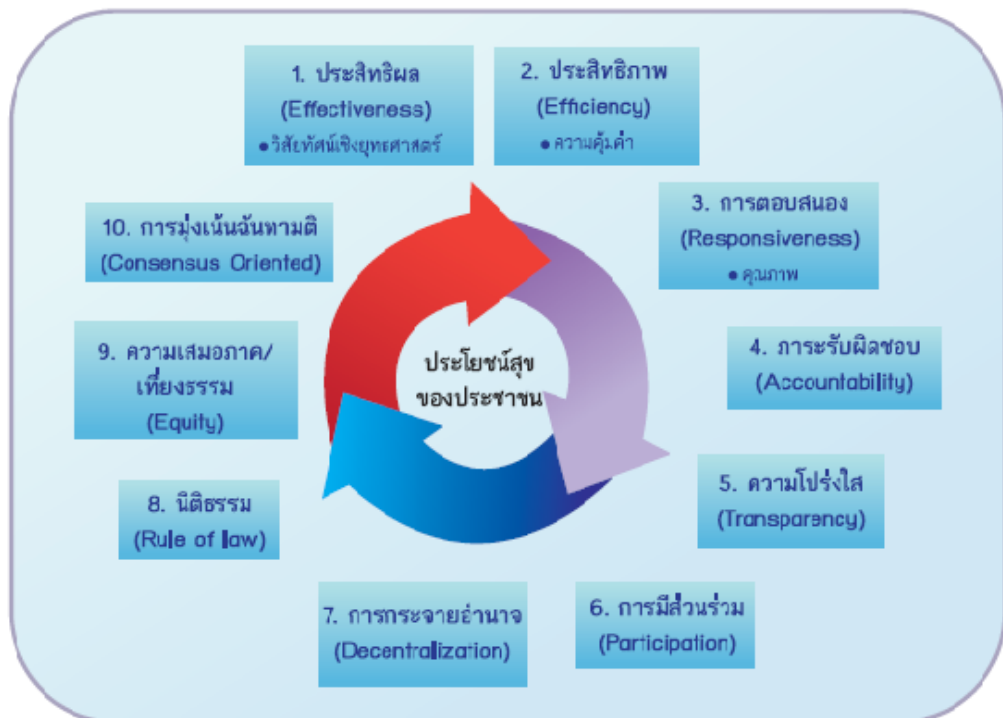 1. ประสิทธิผล
(Effectiveness)
● วิสัยทัศน์เชิงยุทธศาสตร์
2. ประสิทธิภาพ
(Efficiency)
● ความคุ้มค่า
3. การตอบสนอง
(Responsiveness)
● คุณภาพ
4. ภาระรับผิดชอบ
(Accountability)
5. ความโปร่งใส
(Transparency)
6. การมีส่วนร่วม
(Participation)
7. การกระจายอำนาจ
(Decentralization)
8. นิติธรรม
(Rule of law)
9. ความเสมอภาค/
เที่ยงธรรม
(Equity)
10. การมุ่งเน้นฉันทามติ
(Consensus Oriented)
ประโยชน์สุข
ของประชาชน